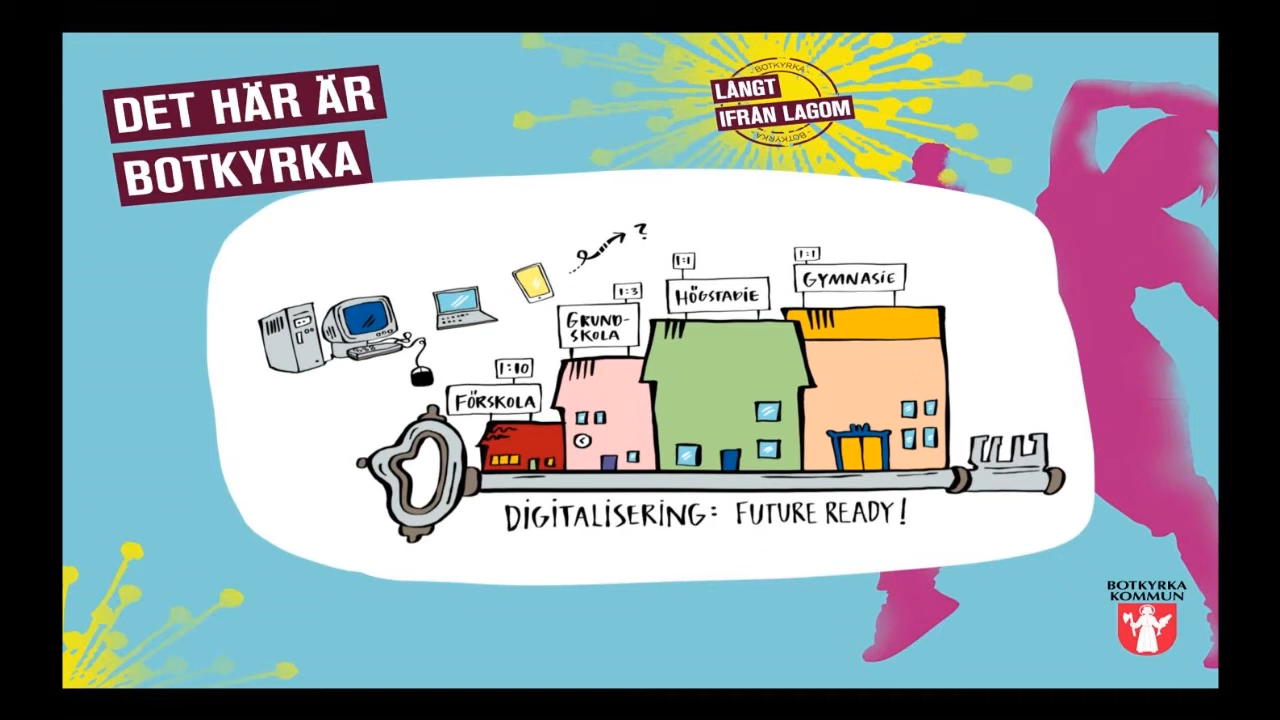 DET HÄR ÄR
BOTKYRKA
BOTKYRKA
LÅNGT
IFRÅN LAGOM
BOTKYRKA
?
1:1
1:1
HÖGSTADIE
GYMNASIE
1:3
GRUND-
SKOLA
1:10
FÖRSKOLA
DIGITALISERING: FUTURE READY!
BOTKYRKA
KOMMUN